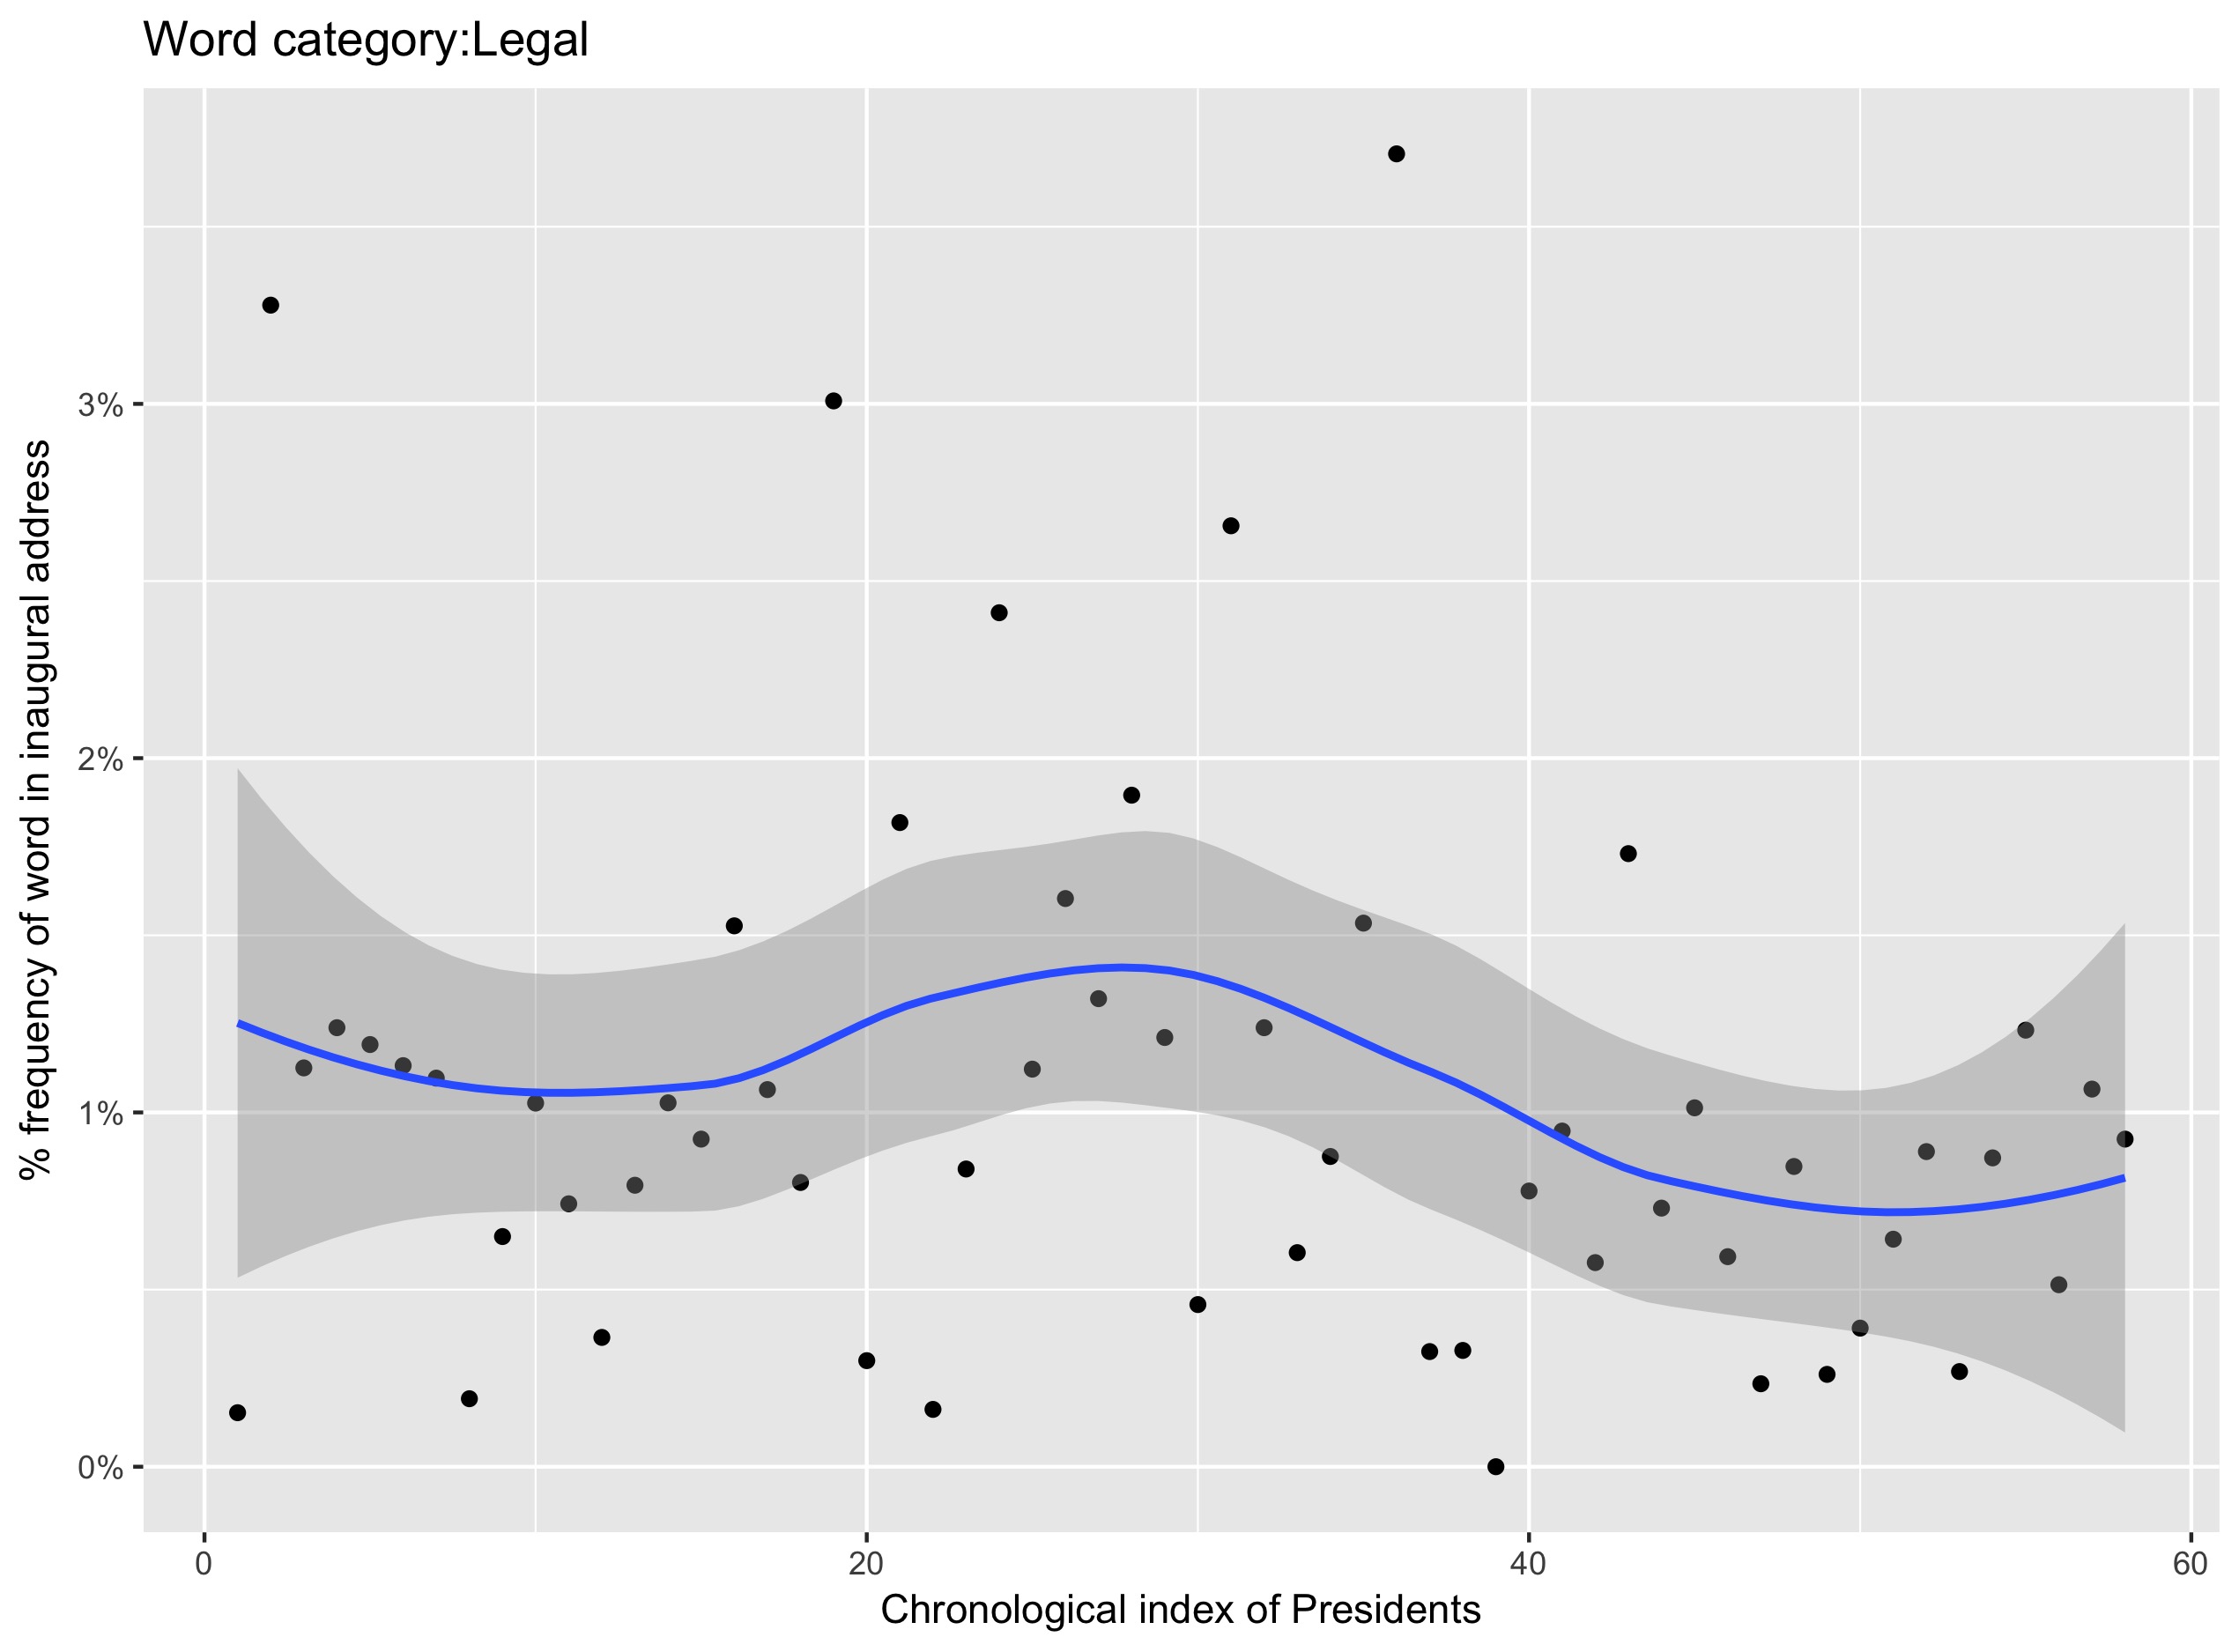 Word category:Legal
% frequency of word in inaugural address
3%
2%
1%
0%
0 20 40 60
Chronological index of Presidents